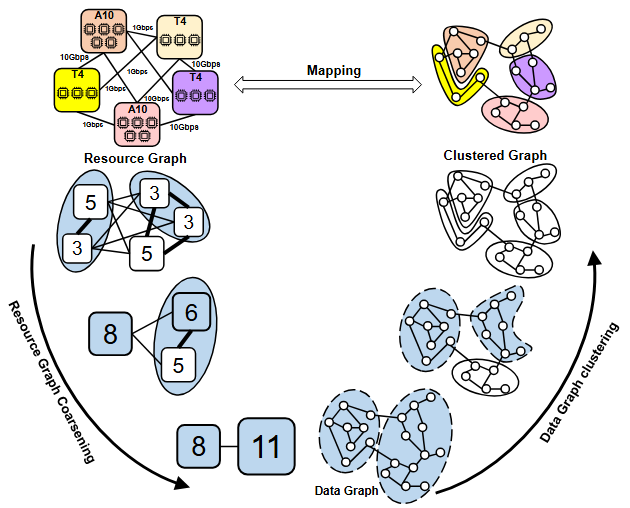 A10
T4
1Gbps
10Gbps
1Gbps
1Gbps
10Gbps
T4
T4
A10
1Gbps
10Gbps
Mapping
Resource Graph
Clustered Graph
5
3
3
3
5
8
6
5
8
11
Resource Graph Coarsening
Data Graph
Data Graph clustering